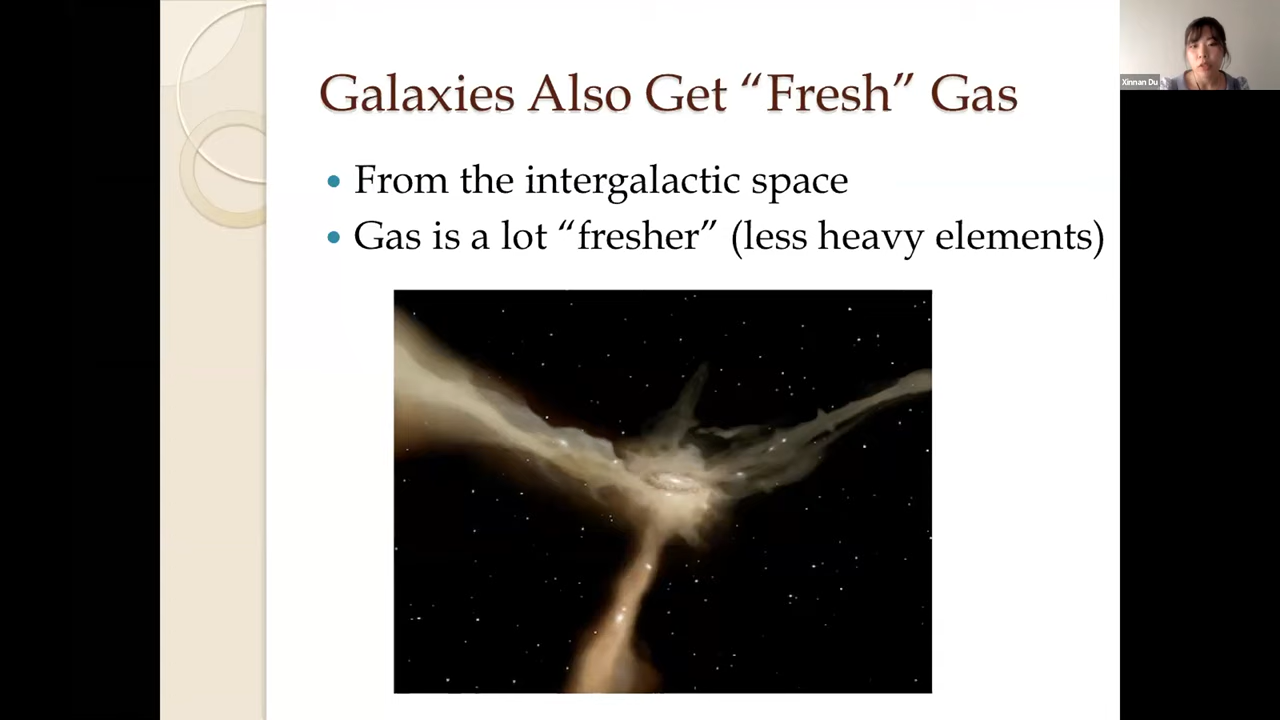 Galaxies Also Get “Fresh” Gas
• From the intergalactic space
• Gas is a lot “fresher” (less heavy elements)
Xinnan Du